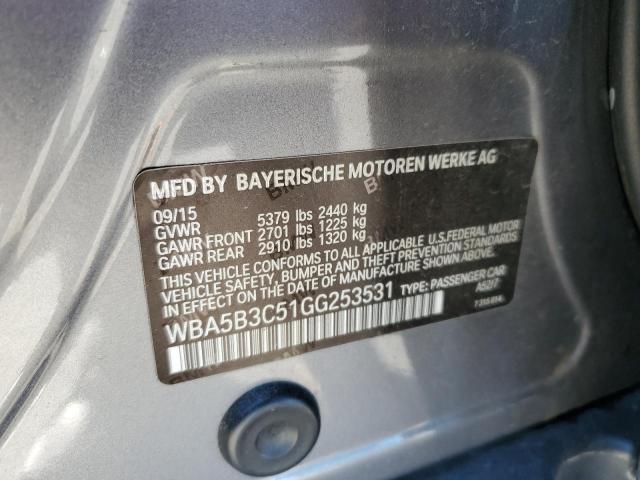 MFD BY BAYERISCHE MOTOREN WERKE AG
09/15
GVWR 5379 lbs 2440 kg
GAWR FRONT 2701 lbs 1225 kg
GAWR REAR 2910 lbs 1320 kg
THIS VEHICLE CONFORMS TO ALL APPLICABLE U.S.FEDERAL MOTOR
VEHICLE SAFETY, BUMPER AND THEFT PREVENTION STANDARDS
IN EFFECT ON THE DATE OF MANUFACTURE SHOWN ABOVE.
WBA5B3C51GG253531 TYPE: PASSENGER CAR
A52/7